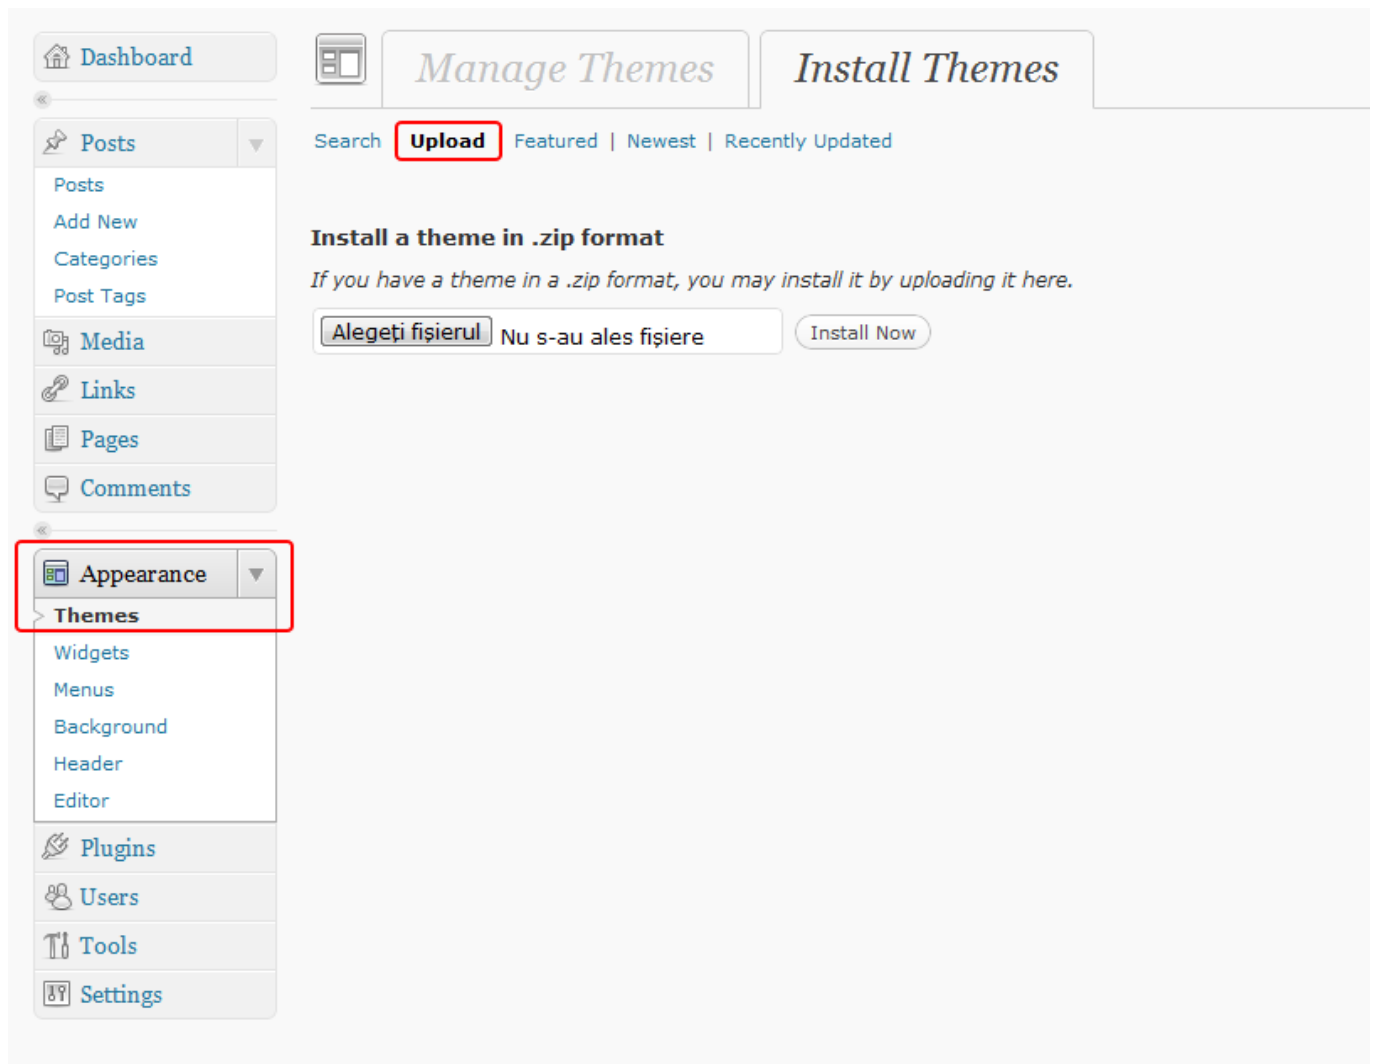 Dashboard
Posts
Posts
Add New
Categories
Post Tags
Media
Links
Pages
Comments
Appearance
Themes
Widgets
Menus
Background
Header
Editor
Plugins
Users
Tools
Settings
Manage Themes
Install Themes
Search Upload Featured | Newest | Recently Updated
Install a theme in .zip format
If you have a theme in a .zip format, you may install it by uploading it here.
Alegeți fișierul Nu s-au ales fișiere Install Now